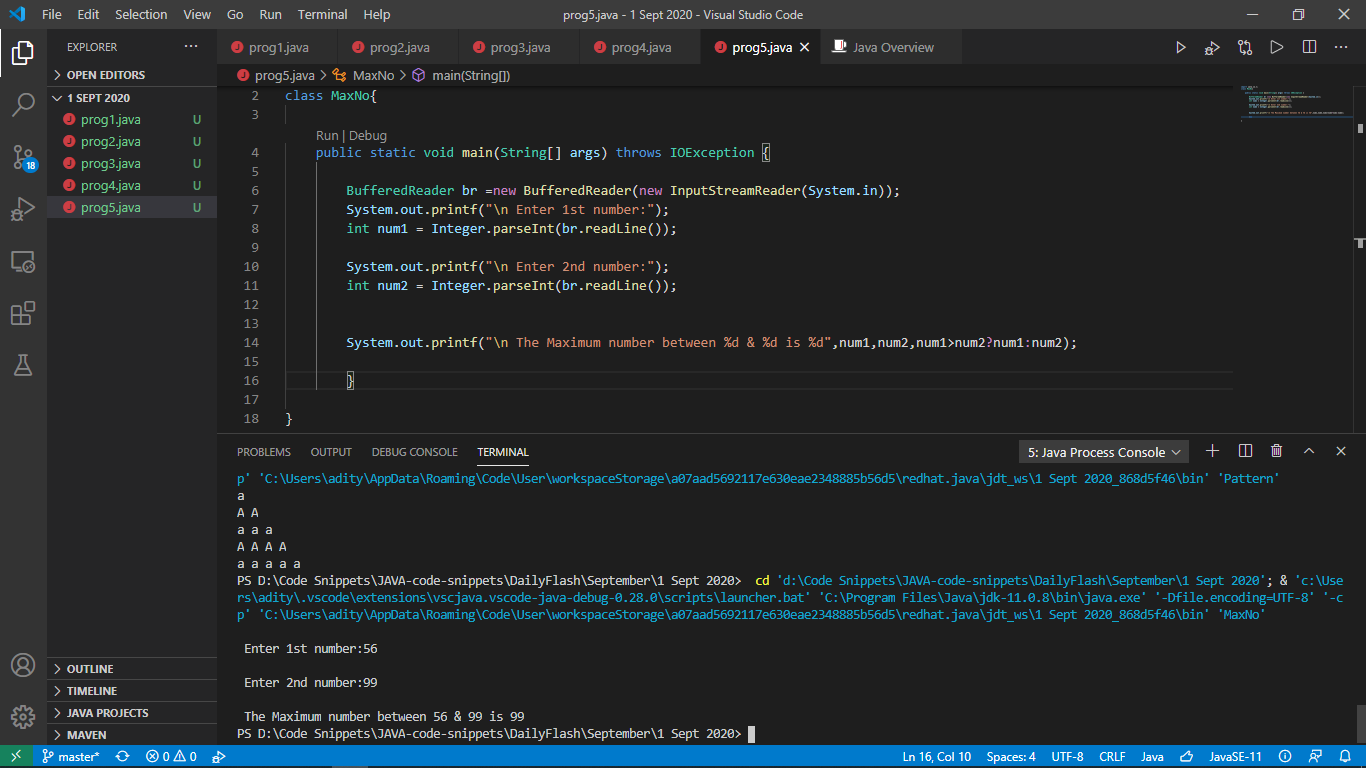 File Edit Selection View Go Run Terminal Help
prog5.java - 1 Sept 2020 - Visual Studio Code
EXPLORER
OPEN EDITORS
1 SEPT 2020
prog1.java U
prog2.java U
prog3.java U
prog4.java U
prog5.java U
18
OUTLINE
TIMELINE
JAVA PROJECTS
MAVEN
prog1.java prog2.java prog3.java prog4.java prog5.java Java Overview
prog5.java > MaxNo > main(String[])
2 class MaxNo{
3
Run | Debug
4 public static void main(String[] args) throws IOException {
5
6 BufferedReader br =new BufferedReader(new InputStreamReader(System.in));
7 System.out.printf("\n Enter 1st number:");
8 int num1 = Integer.parseInt(br.readLine());
9
10 System.out.printf("\n Enter 2nd number:");
11 int num2 = Integer.parseInt(br.readLine());
12
13
14 System.out.printf("\n The Maximum number between %d & %d is %d",num1,num2,num1>num2?num1:num2);
15
16 }
17
18 }
PROBLEMS OUTPUT DEBUG CONSOLE TERMINAL
5: Java Process Console
p' 'C:\Users\adity\AppData\Roaming\Code\User\workspaceStorage\a07aad5692117e630eae2348885b56d5\redhat.java\jdt_ws\1 Sept 2020_868d5f46\bin' 'Pattern'
a
A A
a a a
A A A A
a a a a a
PS D:\Code Snippets\JAVA-code-snippets\DailyFlash\September\1 Sept 2020> cd 'd:\Code Snippets\JAVA-code-snippets\DailyFlash\September\1 Sept 2020'; & 'c:\Use
rs\adity\.vscode\extensions\vscjava.vscode-java-debug-0.28.0\scripts\launcher.bat' 'C:\Program Files\Java\jdk-11.0.8\bin\java.exe' '-Dfile.encoding=UTF-8' '-c
p' 'C:\Users\adity\AppData\Roaming\Code\User\workspaceStorage\a07aad5692117e630eae2348885b56d5\redhat.java\jdt_ws\1 Sept 2020_868d5f46\bin' 'MaxNo'
Enter 1st number:56
Enter 2nd number:99
The Maximum number between 56 & 99 is 99
PS D:\Code Snippets\JAVA-code-snippets\DailyFlash\September\1 Sept 2020>
master* 0 0 Ln 16, Col 10 Spaces: 4 UTF-8 CRLF Java JavaSE-11